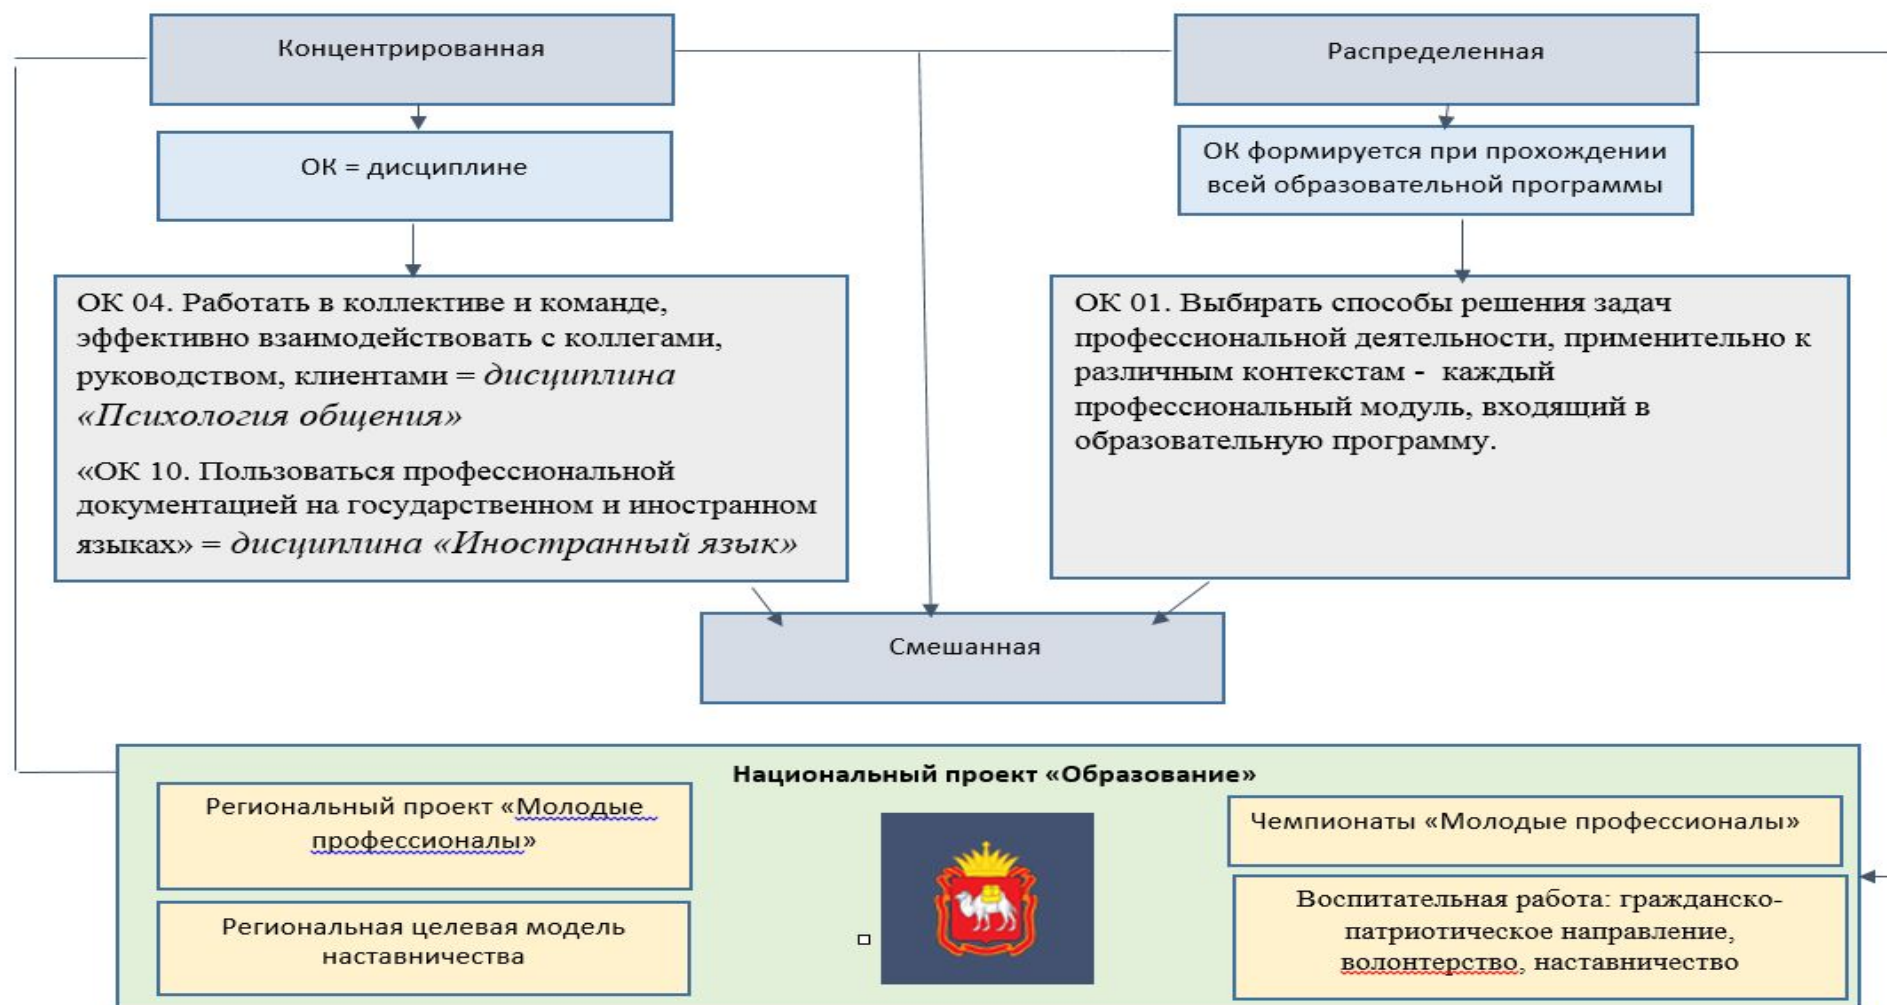 Концентрированная
Распределенная
ОК = дисциплине
ОК формируется при прохождении
всей образовательной программы
ОК 04. Работать в коллективе и команде,
эффективно взаимодействовать с коллегами,
руководством, клиентами = дисциплина
«Психология общения»
«ОК 10. Пользоваться профессиональной
документацией на государственном и иностранном
языках» = дисциплина «Иностранный язык»
ОК 01. Выбирать способы решения задач
профессиональной деятельности, применительно к
различным контекстам - каждый
профессиональный модуль, входящий в
образовательную программу.
Смешанная
Национальный проект «Образование»
Региональный проект «Молодые
профессионалы»
Региональная целевая модель
наставничества
Чемпионаты «Молодые профессионалы»
Воспитательная работа: гражданско-
патриотическое направление,
волонтерство, наставничество